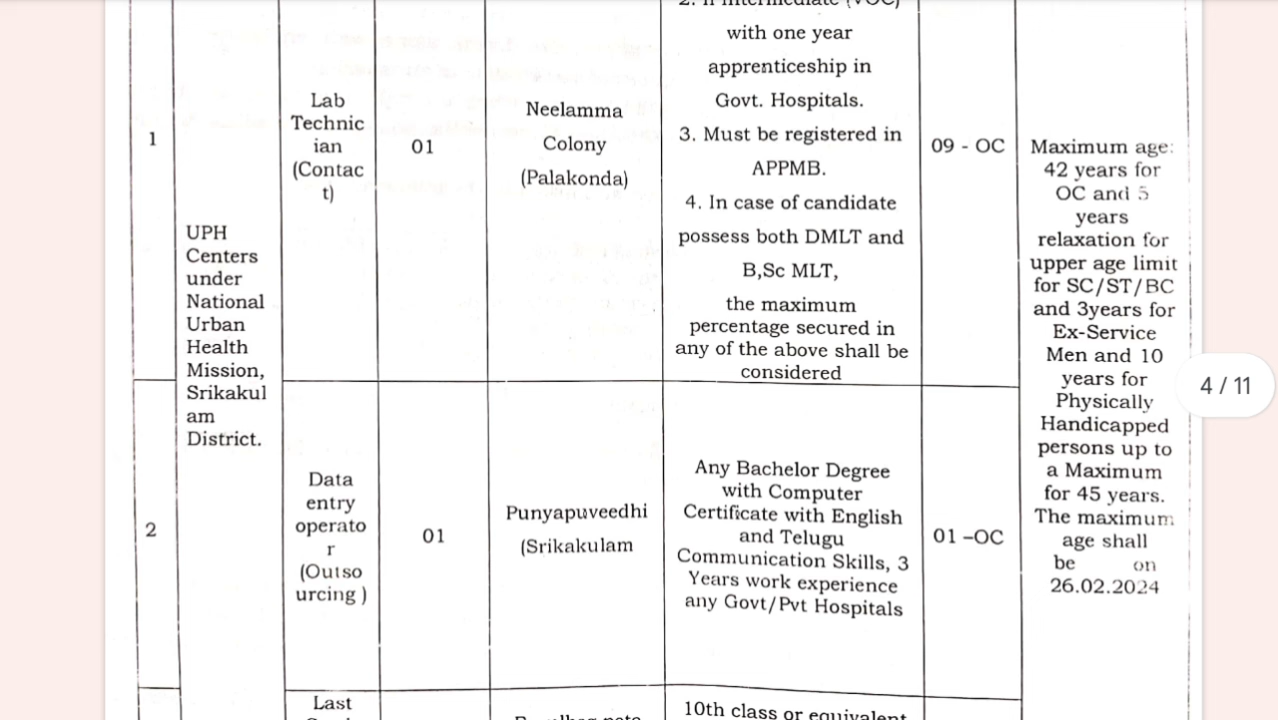 2. If Intermediate (VOC)
with one year
apprenticeship in
Govt. Hospitals.
3. Must be registered in
APPMB.
4. In case of candidate
possess both DMLT and
B,Sc MLT,
the maximum
percentage secured in
any of the above shall be
considered
1
Lab
Technic
ian
(Contac
t)
01
Neelamma
Colony
(Palakonda)
09 - OC
UPH
Centers
under
National
Urban
Health
Mission,
Srikakul
am
District.
Maximum age:
42 years for
OC and 5
years
relaxation for
upper age limit
for SC/ST/BC
and 3years for
Ex-Service
Men and 10
years for
Physically
Handicapped
persons up to
a Maximum
for 45 years.
The maximum
age shall
be on
26.02.2024
4 / 11
2
Data
entry
operato
r
(Outso
urcing )
01
Punyapuveedhi
(Srikakulam
Any Bachelor Degree
with Computer
Certificate with English
and Telugu
Communication Skills, 3
Years work experience
any Govt/Pvt Hospitals
01 –OC
Last
10th class or equivalent